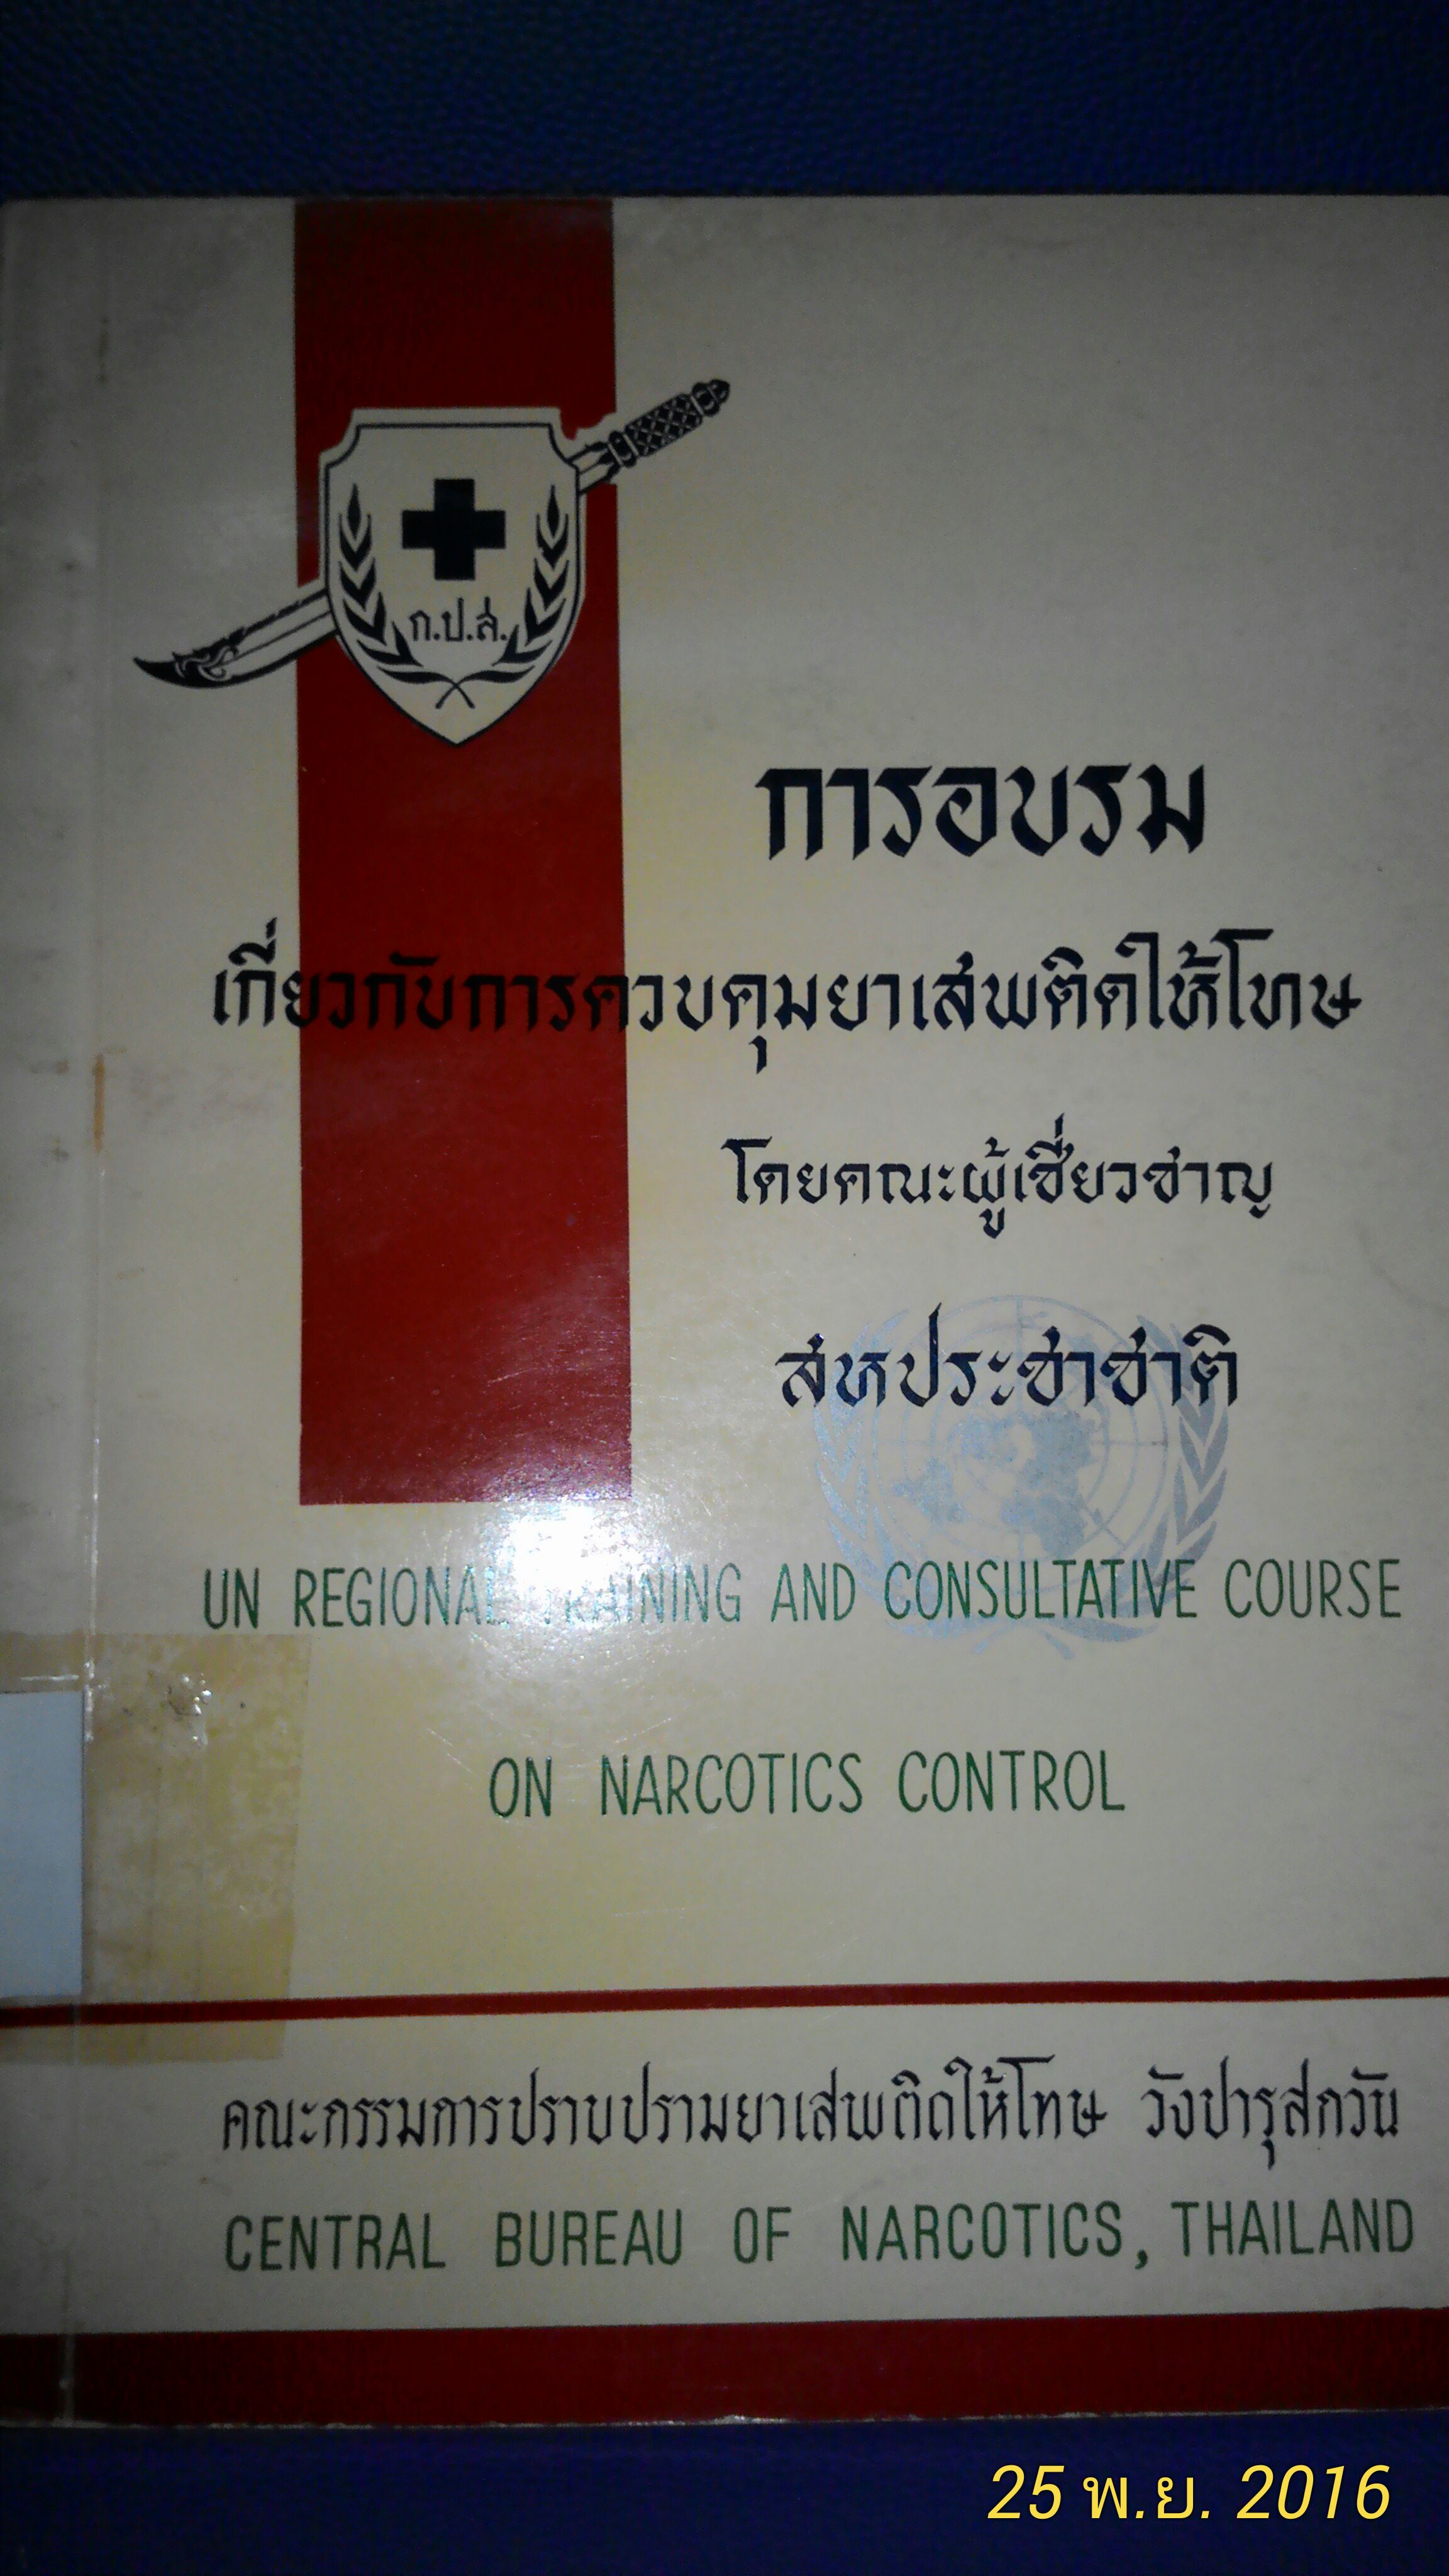 ก.ป.ส.
การอบรม
เกี่ยวกับการควบคุมยาเสพติดให้โทษ
โดยคณะผู้เชี่ยวชาญ
สหประชาชาติ
UN REGIONAL TRAINING AND CONSULTATIVE COURSE
ON NARCOTICS CONTROL
คณะกรรมการปราบปรามยาเสพติดให้โทษ วังปารุสกวัน
CENTRAL BUREAU OF NARCOTICS, THAILAND
25 พ.ย. 2016